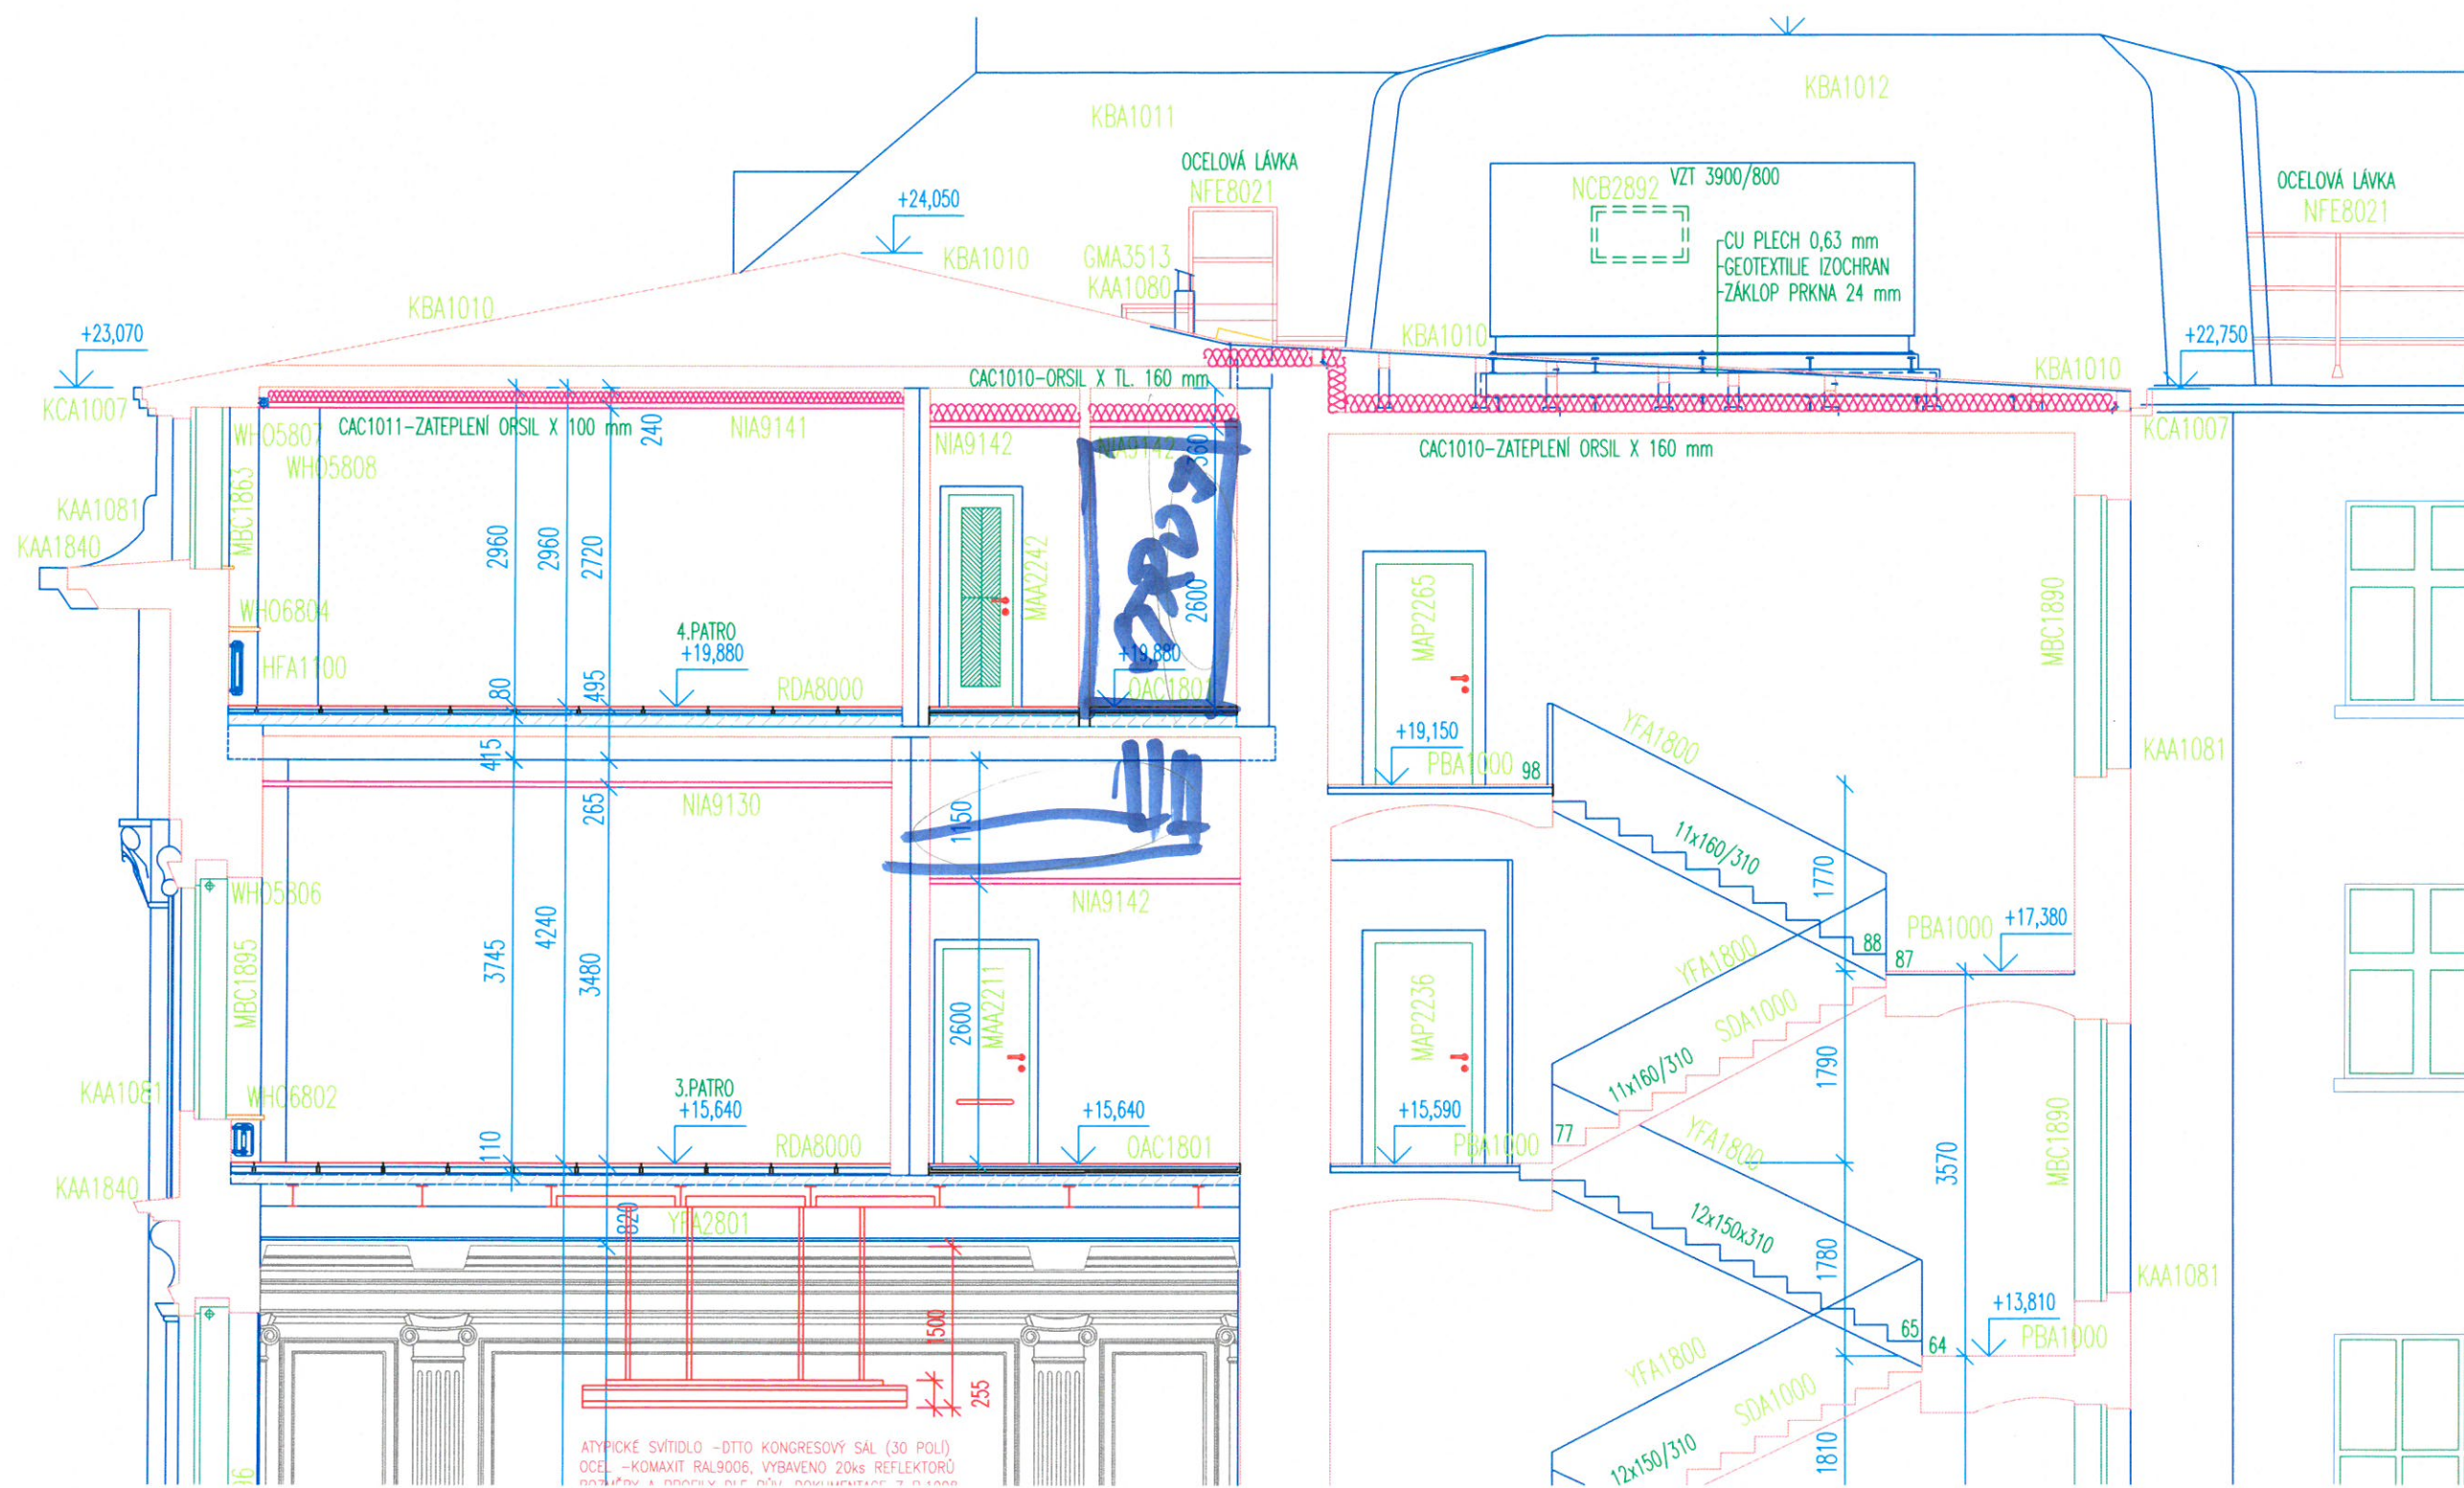 KBA1012
KBA1011
OCELOVÁ LÁVKA
NFE8021
VZT 3900/800
NCB2892
OCELOVÁ LÁVKA
NFE8021
+24,050
CU PLECH 0,63 mm
GEOTEXTILIE IZOCHRAN
ZÁKLOP PRKNA 24 mm
KBA1010
GMA3513
KAA1080
KBA1010
+23,070
KBA1010
+22,750
KBA1010
CAC1010-ORSIL X TL. 160 mm
KCA1007
WHO5807
CAC1011-ZATEPLENÍ ORSIL X 100 mm
240
NIA9141
NIA9142
NIA9142
360
CAC1010-ZATEPLENÍ ORSIL X 160 mm
KCA1007
WHO5808
MBC1863
KAA1081
KAA1840
2960
2960
2720
MAA2242
2600
MAP2265
MBC1890
WHO6804
4.PATRO
+19,880
+19,880
HFA1100
80
495
RDA8000
OAC1801
+19,150
YFA1800
KAA1081
415
PBA1000
98
265
NIA9130
1150
11x160/310
1770
WHO5806
NIA9142
PBA1000
+17,380
MBC1895
3745
4240
3480
88
87
YFA1800
2600
MAA2211
MAP2236
SDA1000
KAA1081
WHO6802
3.PATRO
+15,640
+15,640
+15,590
11x160/310
1790
MBC1890
110
RDA8000
OAC1801
PBA1000
77
YFA1800
3570
KAA1840
820
YFA2801
12x150x310
1780
KAA1081
1500
+13,810
65
64
PBA1000
YFA1800
255
SDA1000
ATYPICKÉ SVÍTIDLO -DTTO KONGRESOVÝ SÁL (30 POLÍ)
OCEL -KOMAXIT RAL9006, VYBAVENO 20ks REFLEKTORŮ
ROZMĚRY A PROFILY DLE PŮV. DOKUMENTACE Z R.1998
12x150/310
1810